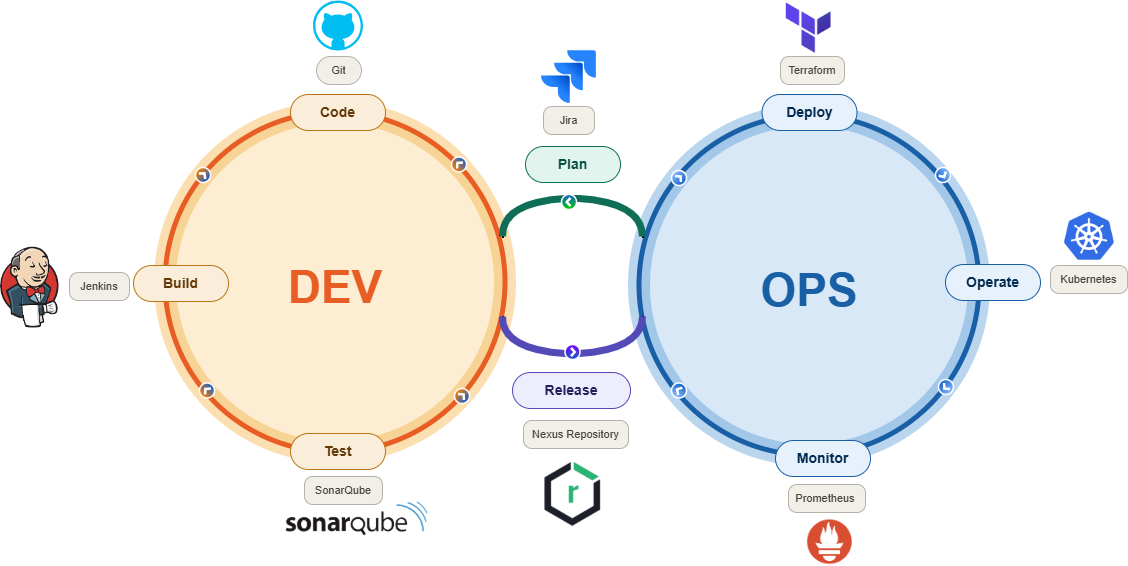 Git
Code
Jira
Plan
Terraform
Deploy
Jenkins
Build
DEV
OPS
Operate
Kubernetes
Release
Nexus Repository
r
Test
SonarQube
sonarqube
Monitor
Prometheus